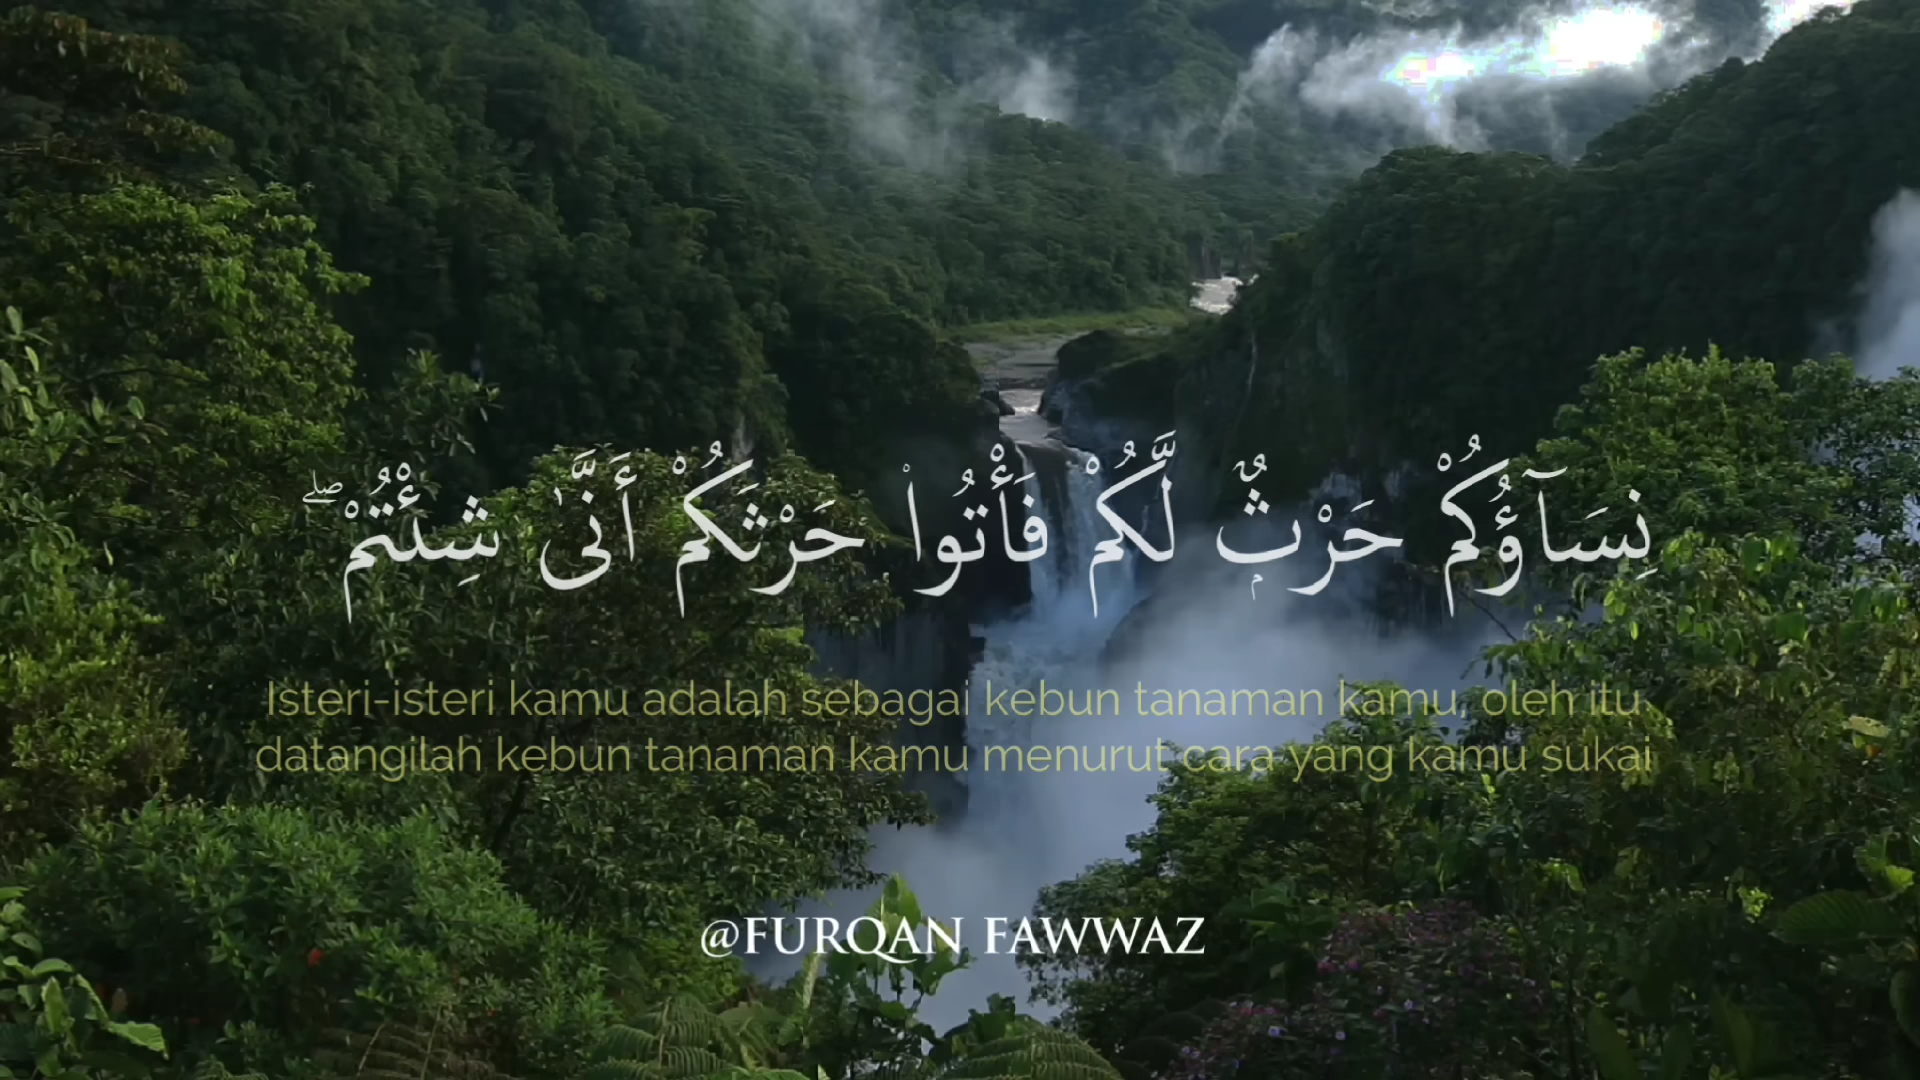 نِسَآؤُكُمْ حَرْثٌۭ لَّكُمْ فَأْتُوا۟ حَرْثَكُمْ أَنَّىٰ شِئْتُمْ ۖ
Isteri-isteri kamu adalah sebagai kebun tanaman kamu, oleh itu
datangilah kebun tanaman kamu menurut cara yang kamu sukai
@FURQAN FAWWAZ